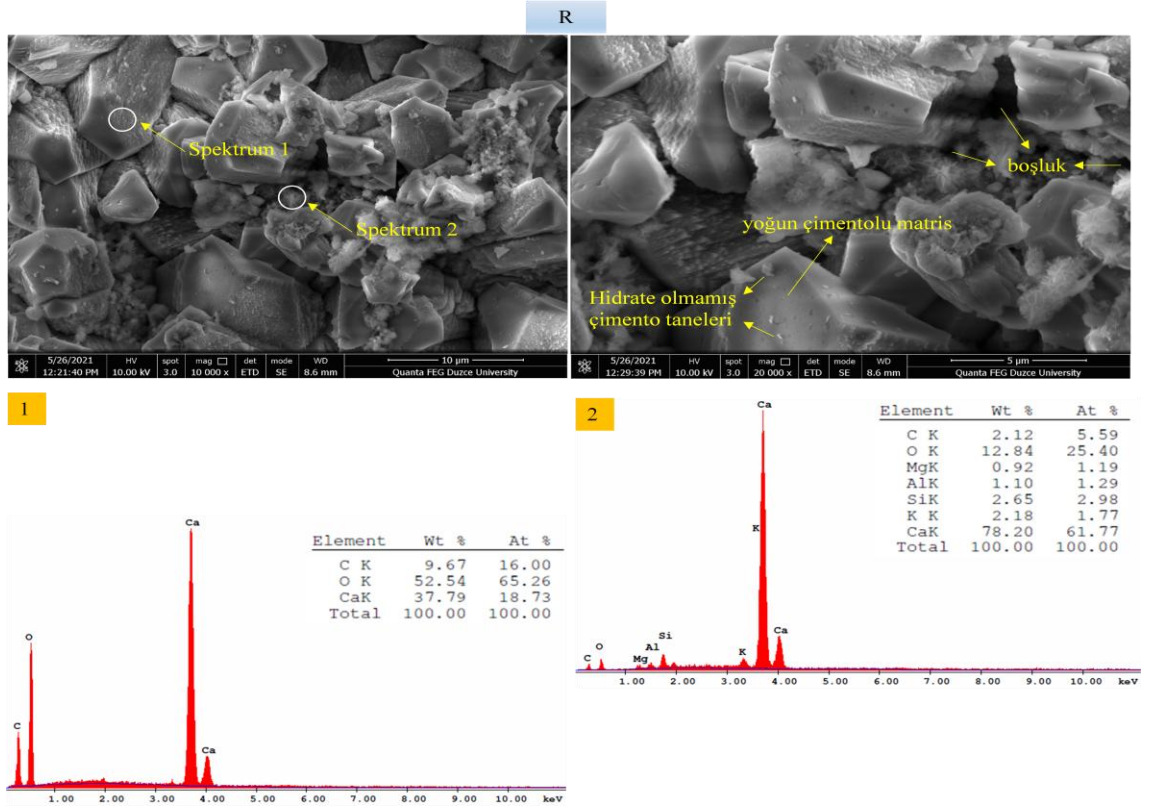 R
Spektrum 1
Spektrum 2
5/26/2021 HV spot mag det mode WD 10 µm
12:21:40 PM 10.00 kV 3.0 10 000 x ETD SE 8.6 mm Quanta FEG Duzce University
boşluk
yoğun çimentolu matris
Hidrate olmamış
çimento taneleri
5/26/2021 HV spot mag det mode WD 5 µm
12:29:39 PM 10.00 kV 3.0 20 000 x ETD SE 8.6 mm Quanta FEG Duzce University
1
Ca
Element Wt % At %
C K 9.67 16.00
O K 52.54 65.26
CaK 37.79 18.73
Total 100.00 100.00
O
C
Ca
1.00 2.00 3.00 4.00 5.00 6.00 7.00 8.00 9.00 10.00 keV
2
Ca
Element Wt % At %
C K 2.12 5.59
O K 12.84 25.40
MgK 0.92 1.19
AlK 1.10 1.29
SiK 2.65 2.98
K K 2.18 1.77
CaK 78.20 61.77
Total 100.00 100.00
K
C O Mg Al Si K Ca
1.00 2.00 3.00 4.00 5.00 6.00 7.00 8.00 9.00 10.00 keV